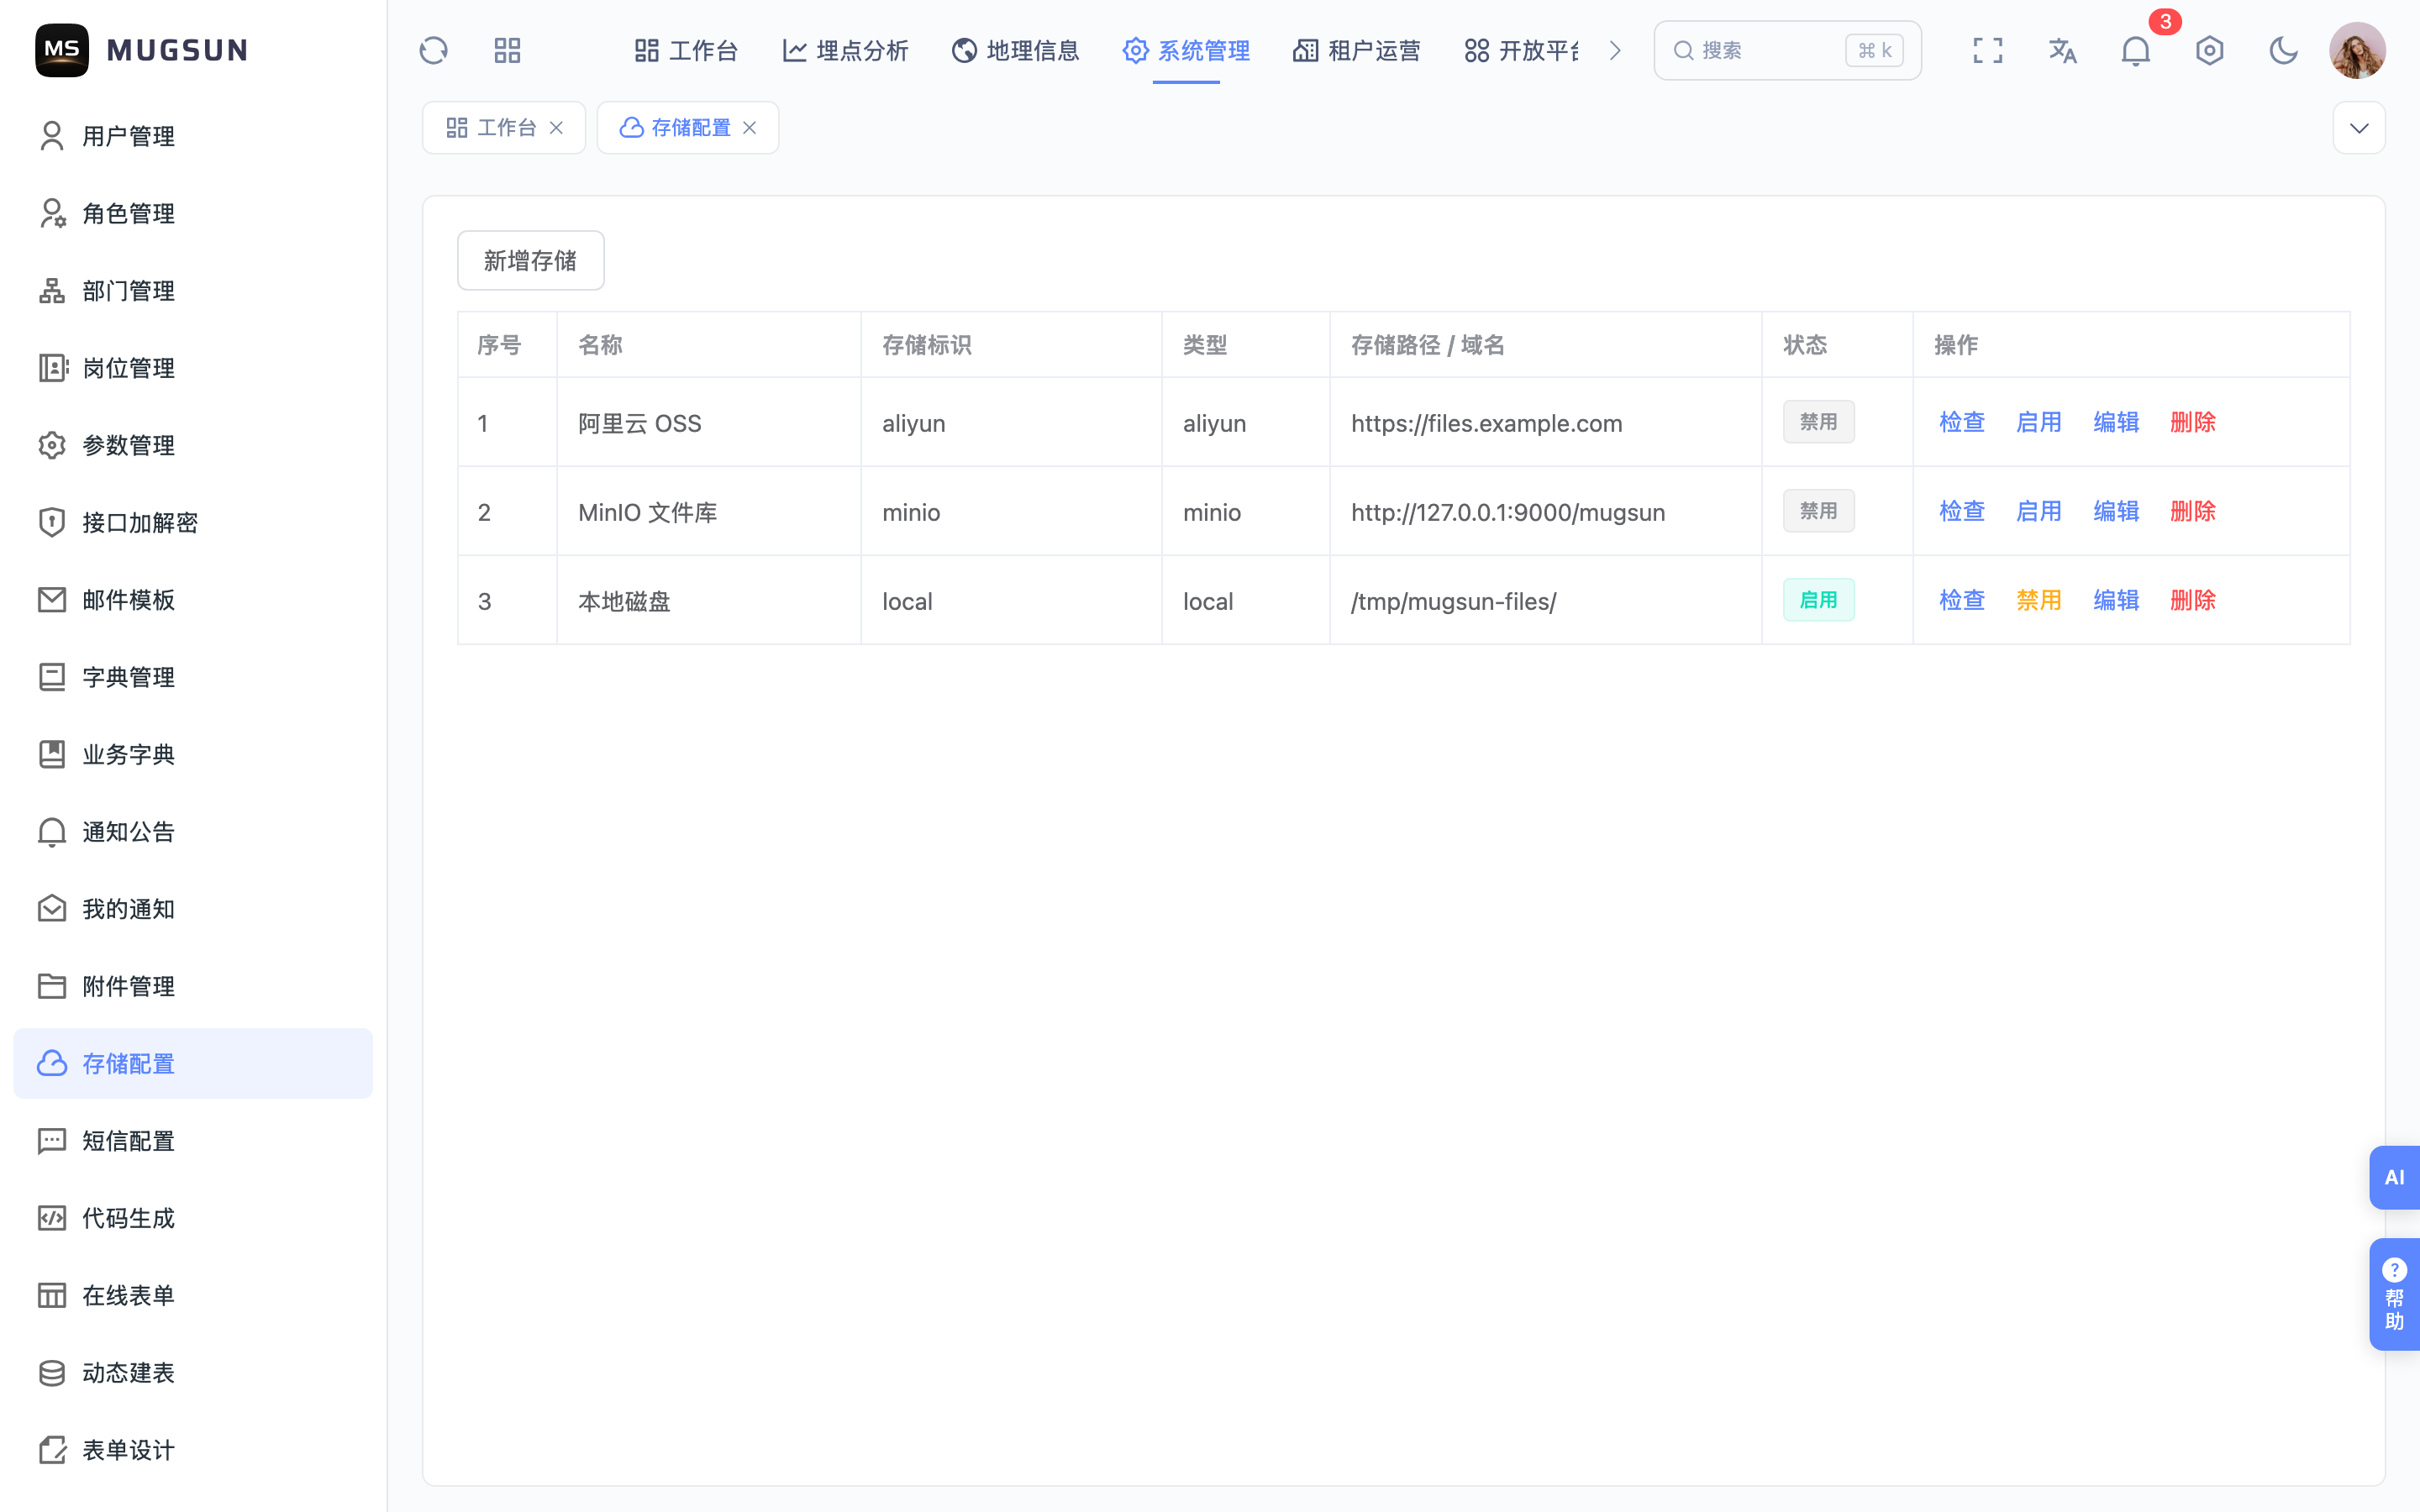 MS MUGSUN
工作台 埋点分析 地理信息 系统管理 租户运营 开放平台 搜索 ⌘ k 3
工作台 存储配置
用户管理
角色管理
部门管理
岗位管理
参数管理
接口加解密
邮件模板
字典管理
业务字典
通知公告
我的通知
附件管理
存储配置
短信配置
代码生成
在线表单
动态建表
表单设计
新增存储
序号 名称 存储标识 类型 存储路径 / 域名 状态 操作
1 阿里云 OSS aliyun aliyun https://files.example.com 禁用 检查 启用 编辑 删除
2 MinIO 文件库 minio minio http://127.0.0.1:9000/mugsun 禁用 检查 启用 编辑 删除
3 本地磁盘 local local /tmp/mugsun-files/ 启用 检查 禁用 编辑 删除
AI
?
帮
助